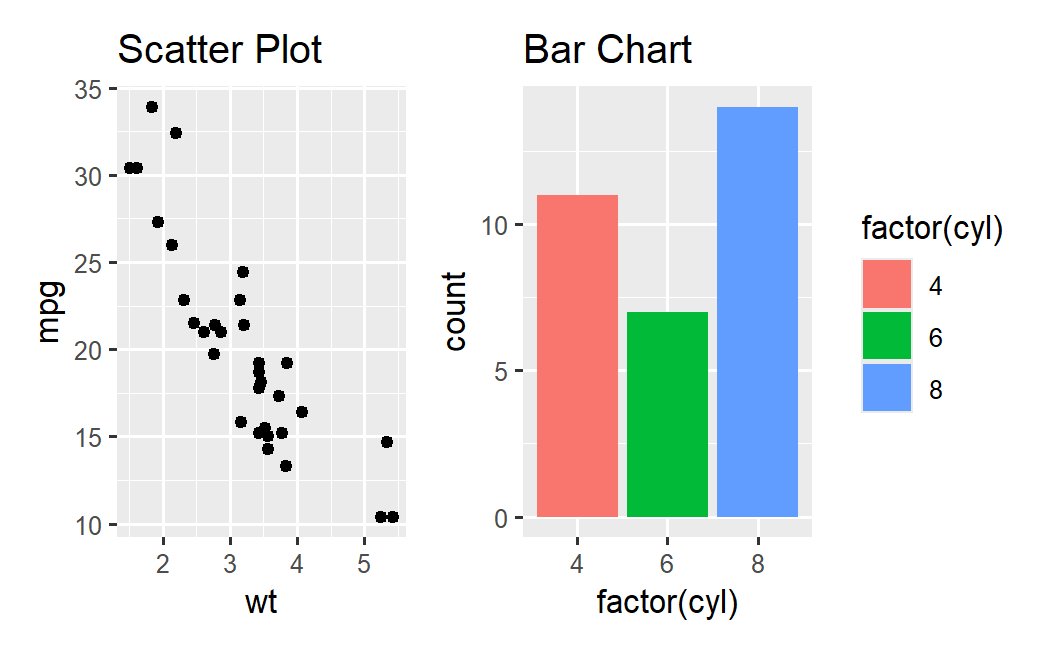 Scatter Plot
35
30
25
20
15
10
mpg
2 3 4 5
wt
Bar Chart
10
5
0
count
4 6 8
factor(cyl)
factor(cyl)
4
6
8